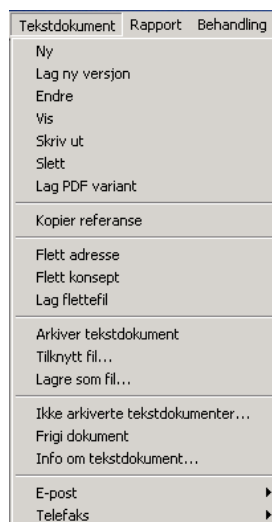 Tekstdokument Rapport Behandling
Ny
Lag ny versjon
Endre
Vis
Skriv ut
Slett
Lag PDF variant
Kopier referanse
Flett adresse
Flett konsept
Lag flettefil
Arkiver tekstdokument
Tilknytt fil...
Lagre som fil...
Ikke arkiverte tekstdokumenter...
Frigi dokument
Info om tekstdokument...
E-post
Telefaks